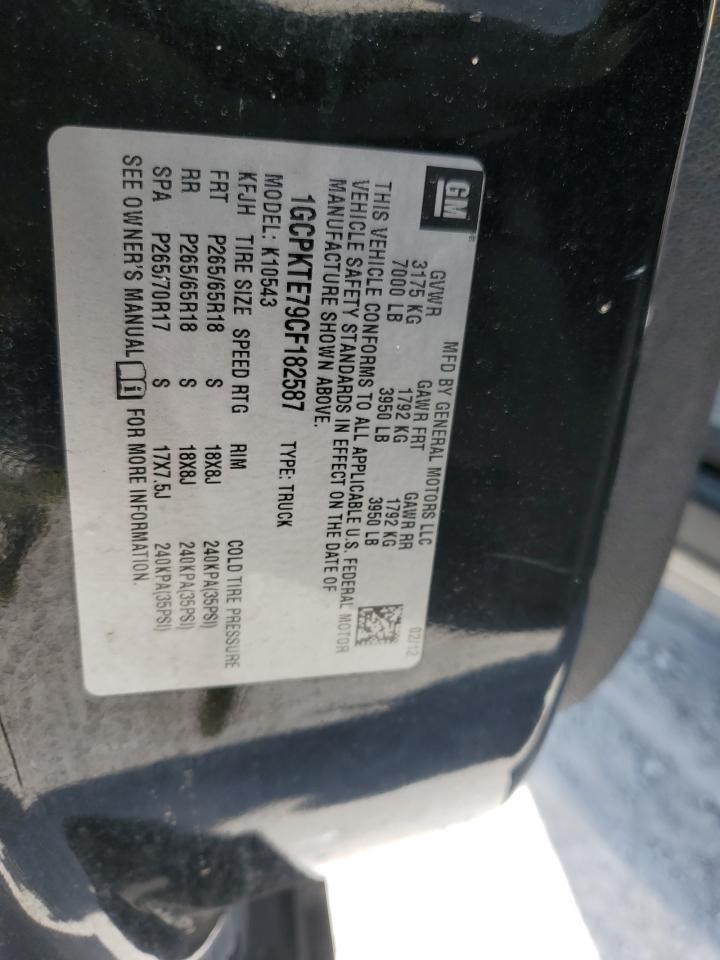 GM
MFD BY GENERAL MOTORS LLC 02/12
GVWR GAWR FRT GAWR RR
3175 KG 1792 KG 1792 KG
7000 LB 3950 LB 3950 LB
THIS VEHICLE CONFORMS TO ALL APPLICABLE U.S. FEDERAL MOTOR
VEHICLE SAFETY STANDARDS IN EFFECT ON THE DATE OF
MANUFACTURE SHOWN ABOVE.
1GCPKTE79CF182587 TYPE: TRUCK
MODEL: K10543
KFJH TIRE SIZE SPEED RTG RIM COLD TIRE PRESSURE
FRT P265/65R18 S 18X8J 240KPA(35PSI)
RR P265/65R18 S 18X8J 240KPA(35PSI)
SPA P265/70R17 S 17X7.5J 240KPA(35PSI)
SEE OWNER'S MANUAL i FOR MORE INFORMATION.